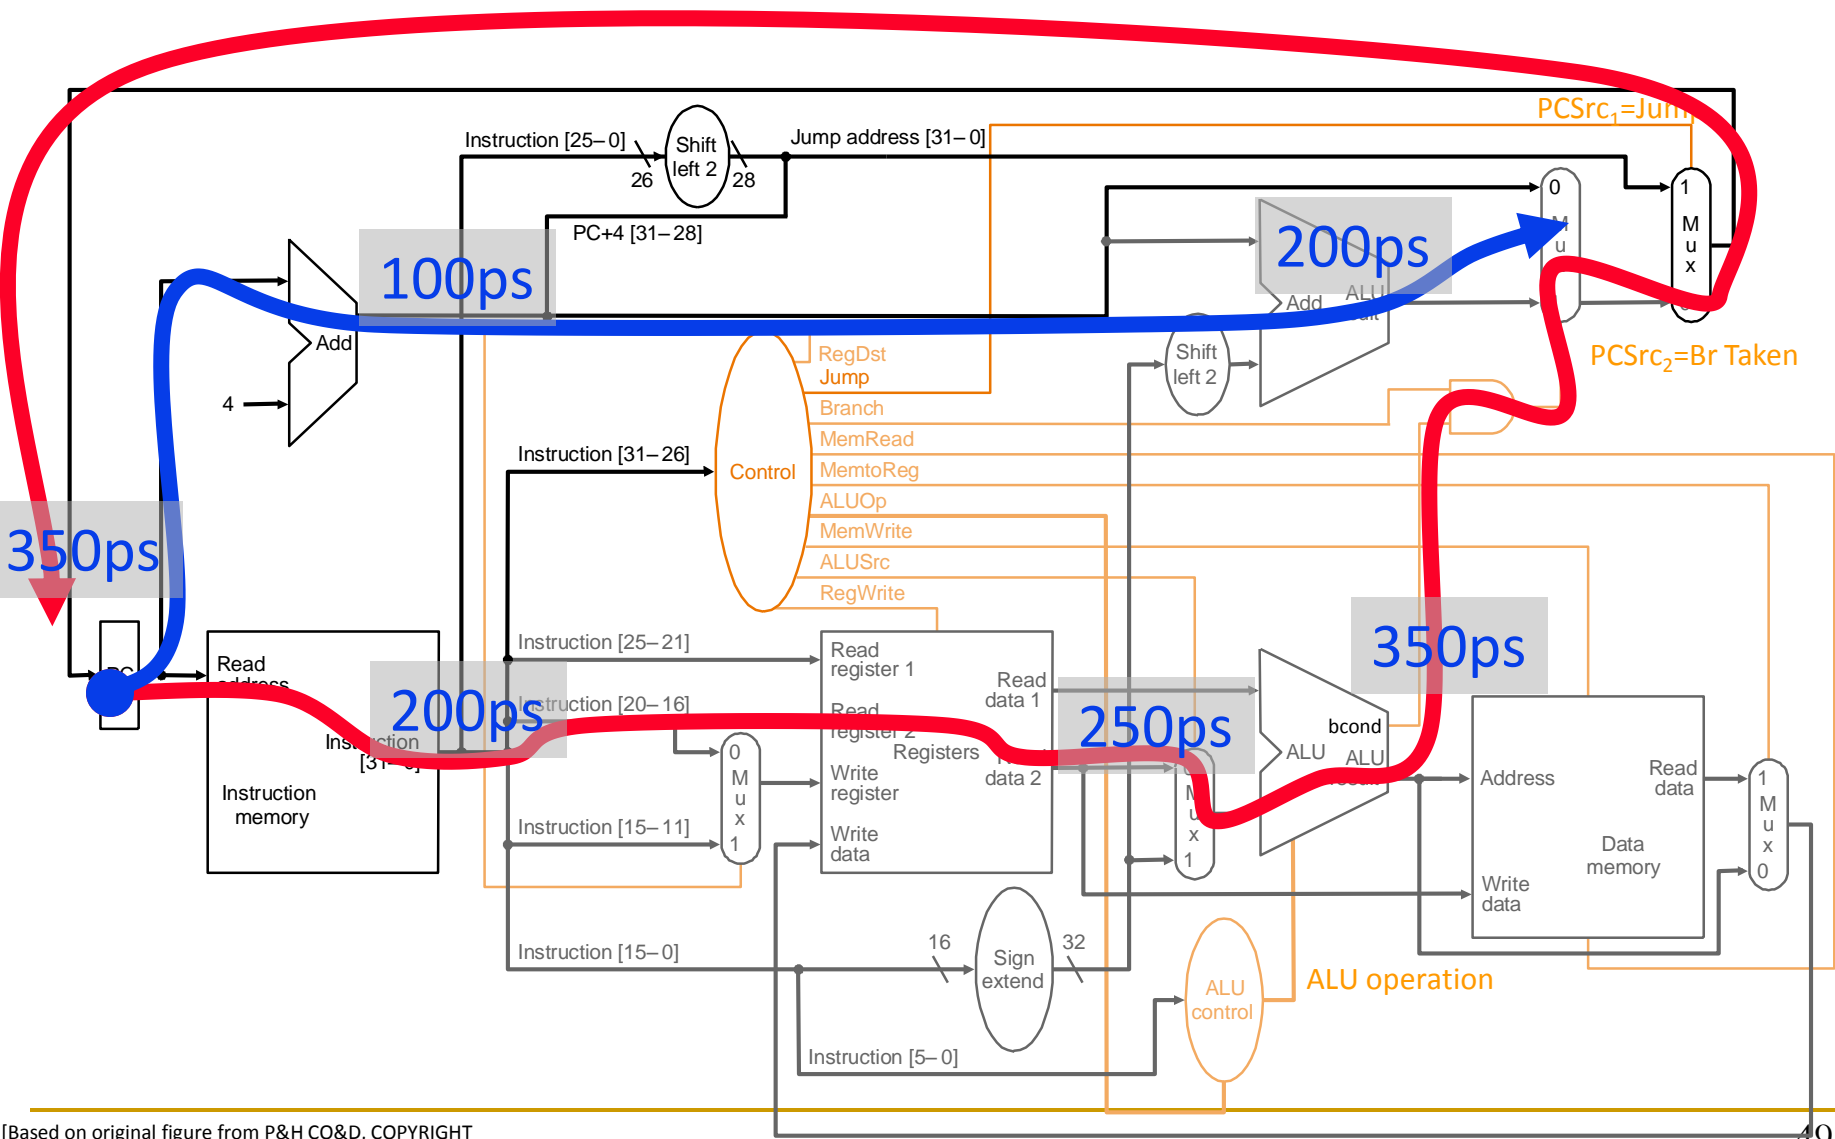 PCSrc1=Jum
Instruction [25–0]
Shift
left 2
Jump address [31–0]
26
28
PC+4 [31–28]
0
M
u
1
M
u
x
100ps
200ps
Add
Add
ALU
Shift
left 2
PCSrc2=Br Taken
4
RegDst
Jump
Branch
MemRead
MemtoReg
ALUOp
MemWrite
ALUSrc
RegWrite
Control
Instruction [31–26]
350ps
350ps
Instruction [25–21]
Read
register 1
Read
data 1
Read
address
PC
200ps
Instruction [20–16]
Read
register 2
Registers
250ps
bcond
ALU
ALU
Instruction
Instruction
memory
0
M
u
x
1
Write
register
data 2
M
u
x
1
Address
Read
data
1
M
u
x
0
Instruction [15–11]
Write
data
Data
memory
Write
data
Instruction [15–0]
16
Sign
extend
32
ALU
control
ALU operation
Instruction [5–0]
[Based on original figure from P&H CO&D, COPYRIGHT